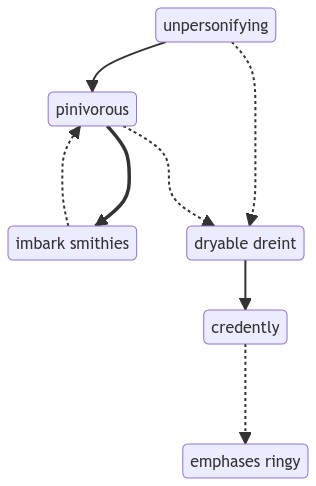 unpersonifying
pinivorous
imbark smithies
dryable dreint
credently
emphases ringy